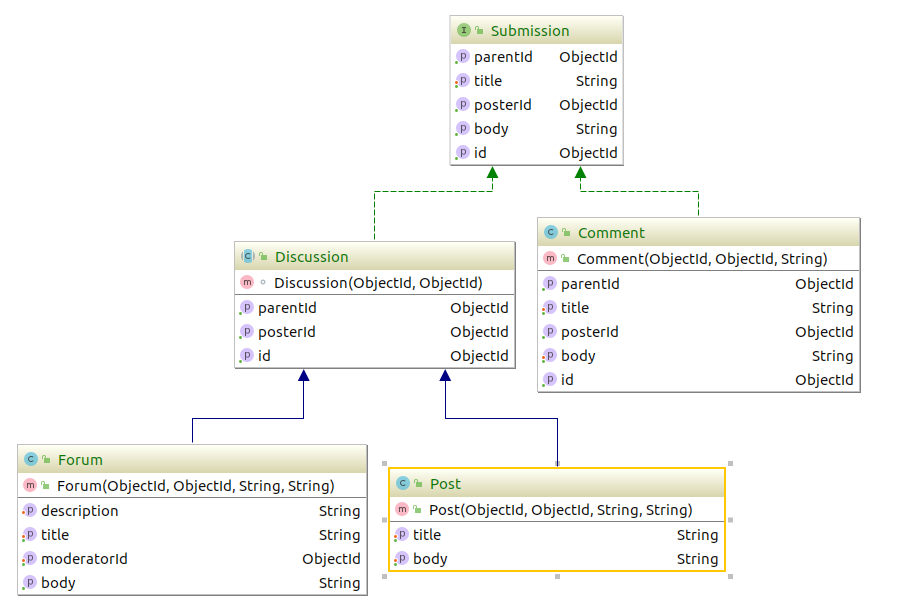 I Submission
p parentId ObjectId
p title String
p posterId ObjectId
p body String
p id ObjectId
C Discussion
m Discussion(ObjectId, ObjectId)
p parentId ObjectId
p posterId ObjectId
p id ObjectId
C Comment
m Comment(ObjectId, ObjectId, String)
p parentId ObjectId
p title String
p posterId ObjectId
p body String
p id ObjectId
C Forum
m Forum(ObjectId, ObjectId, String, String)
p description String
p title String
p moderatorId ObjectId
p body String
C Post
m Post(ObjectId, ObjectId, String, String)
p title String
p body String